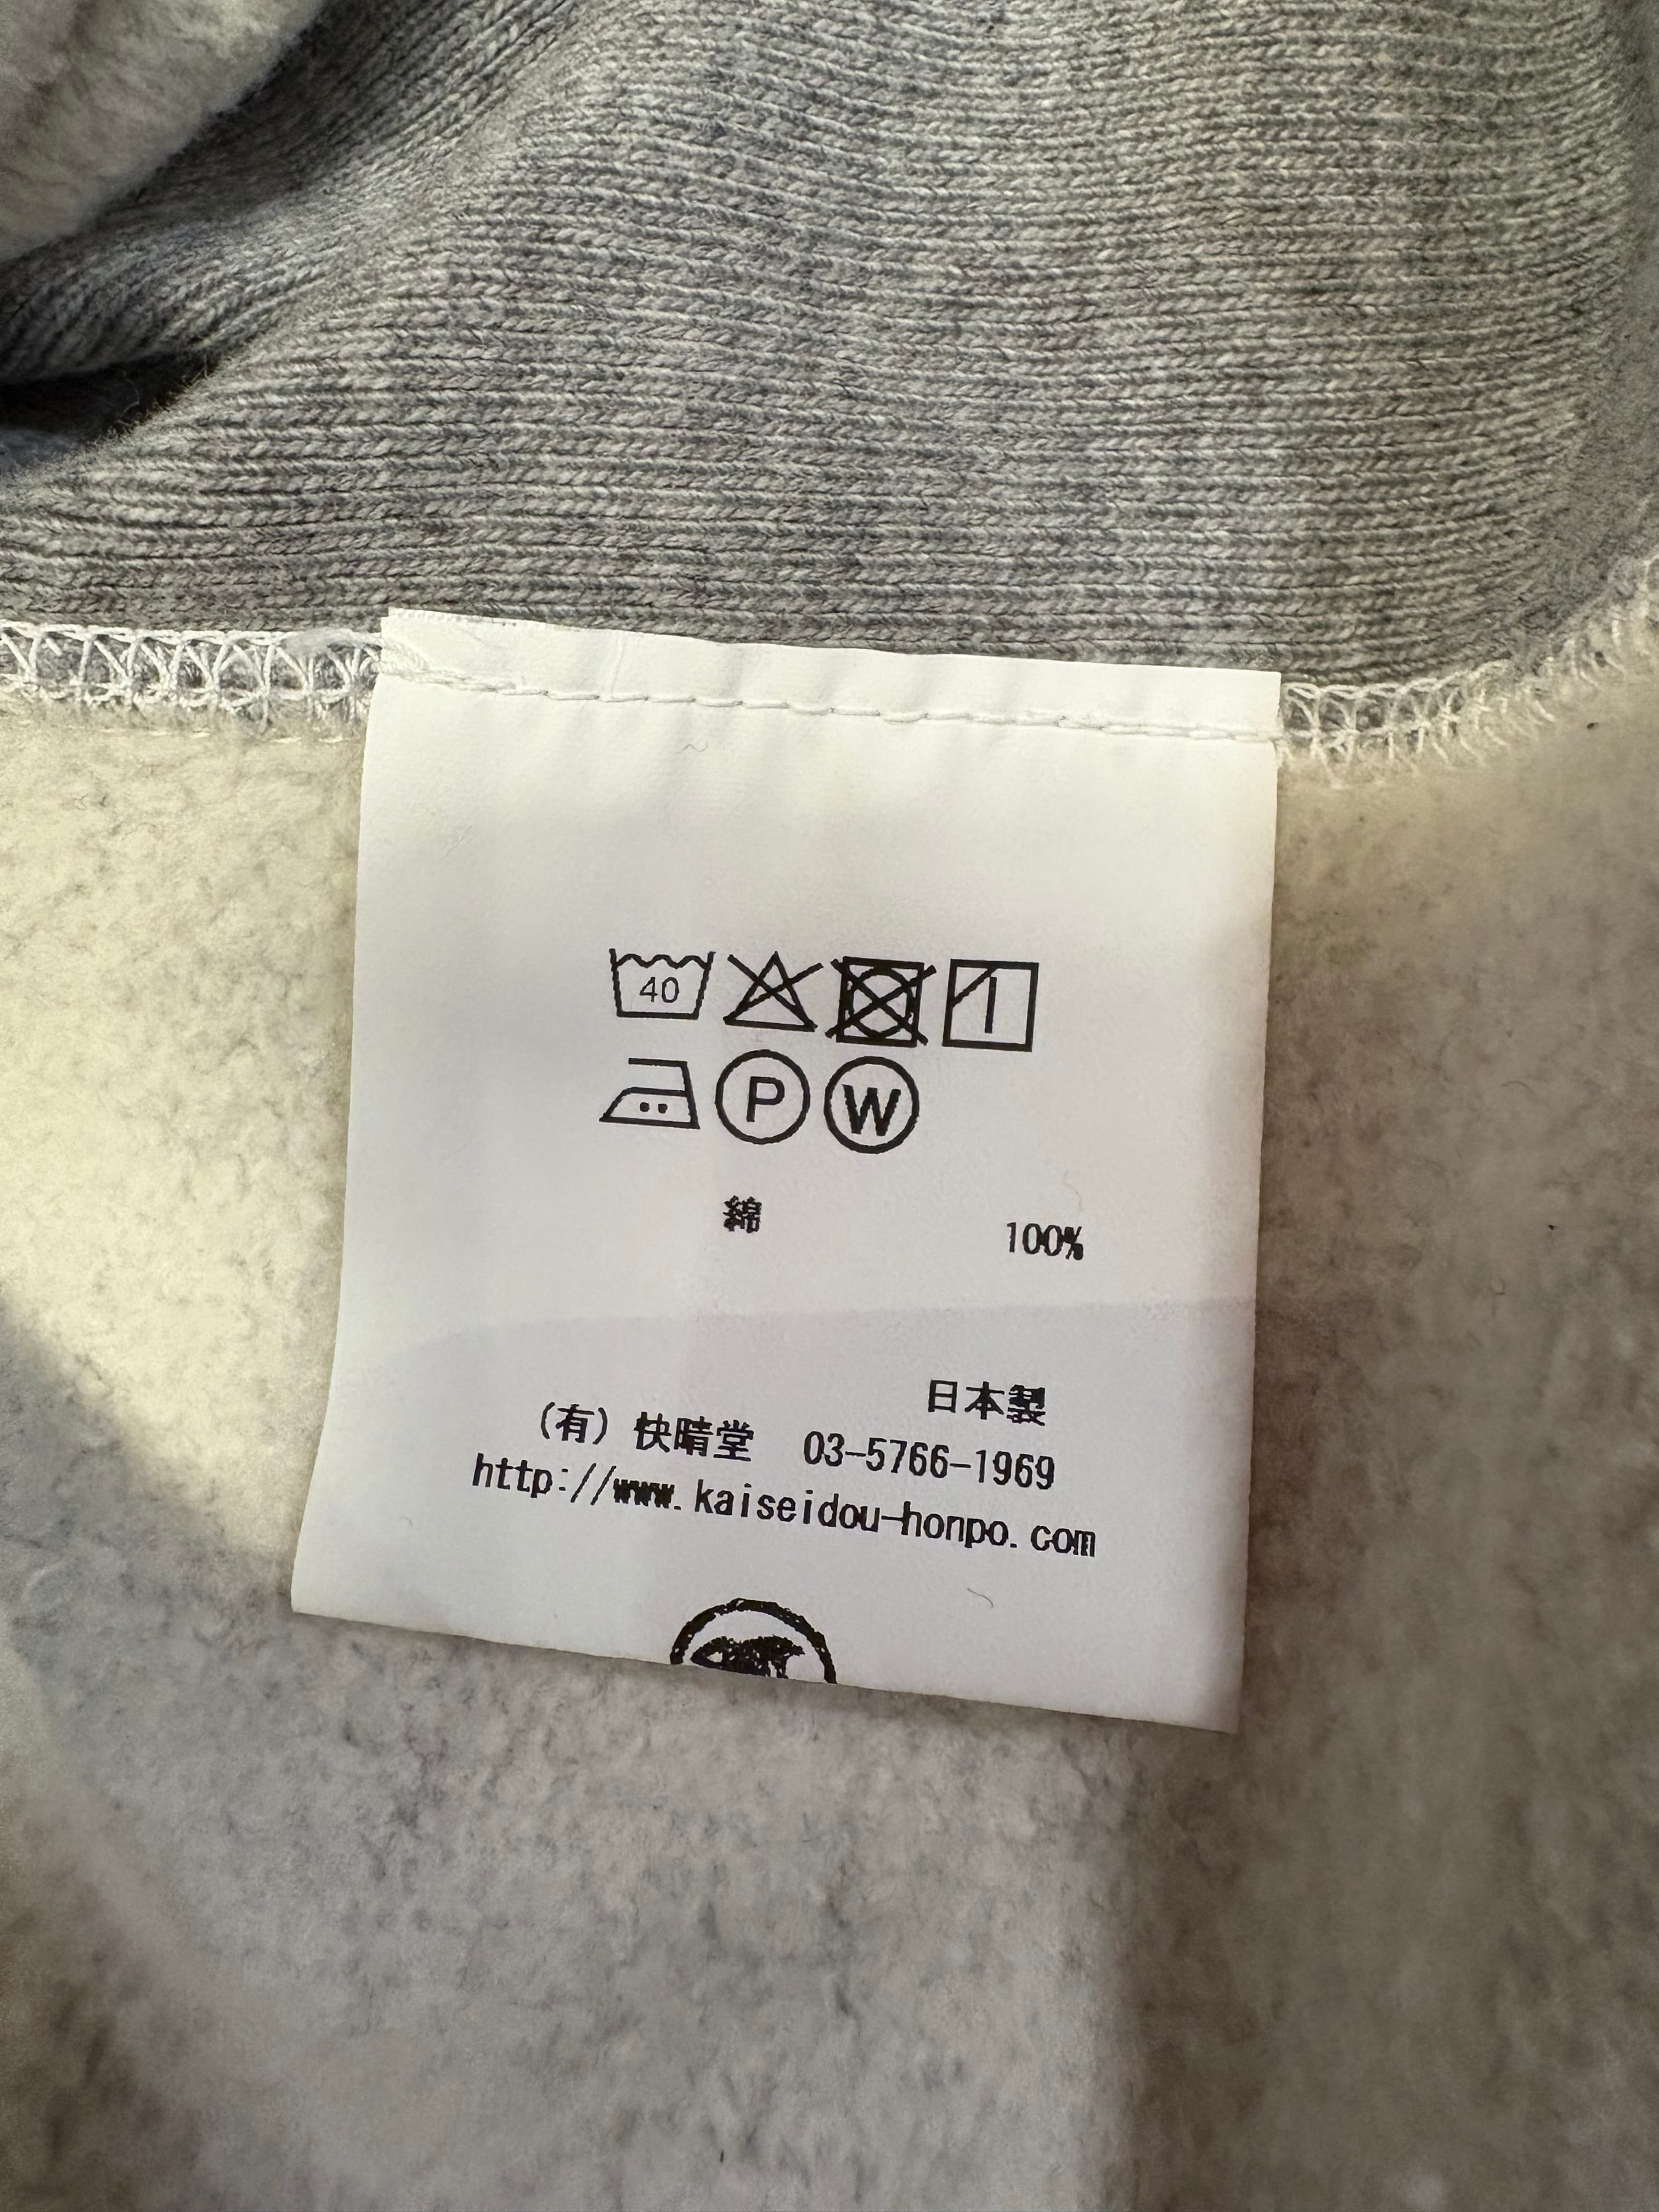 40
P W
綿 100%
日本製
(有) 快晴堂 03-5766-1969
http://www.kaiseidou-honpo.com